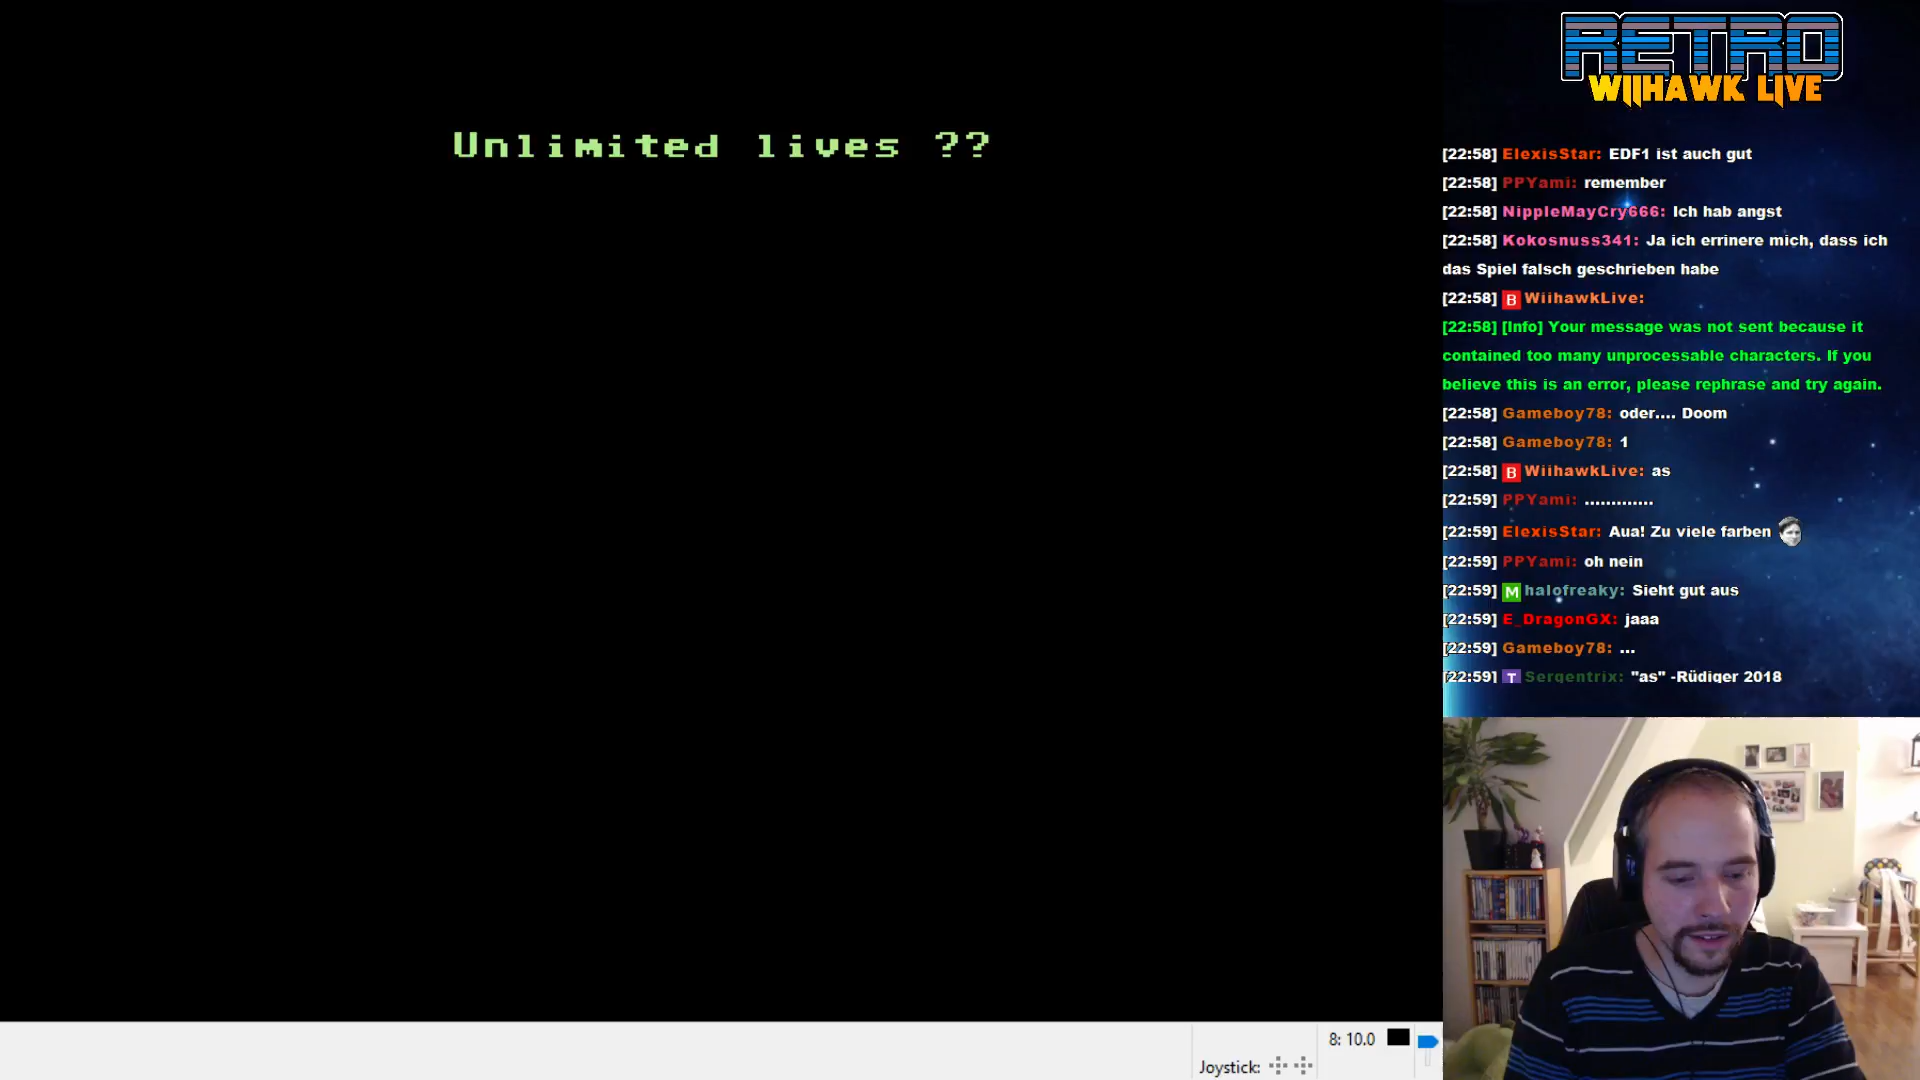 Unlimited lives ??
RETRO
WIIHAWK LIVE
[22:58] ElexisStar: EDF1 ist auch gut
[22:58] PPYami: remember
[22:58] NippleMayCry666: Ich hab angst
[22:58] Kokosnuss341: Ja ich errinere mich, dass ich
das Spiel falsch geschrieben habe
[22:58] B WiihawkLive:
[22:58] [Info] Your message was not sent because it
contained too many unprocessable characters. If you
believe this is an error, please rephrase and try again.
[22:58] Gameboy78: oder.... Doom
[22:58] Gameboy78: 1
[22:58] B WiihawkLive: as
[22:59] PPYami: .............
[22:59] ElexisStar: Aua! Zu viele farben
[22:59] PPYami: oh nein
[22:59] M halofreaky: Sieht gut aus
[22:59] E_DragonGX: jaaa
[22:59] Gameboy78: ...
[22:59] T Sergentrix: "as" -Rüdiger 2018
8: 10.0
Joystick: